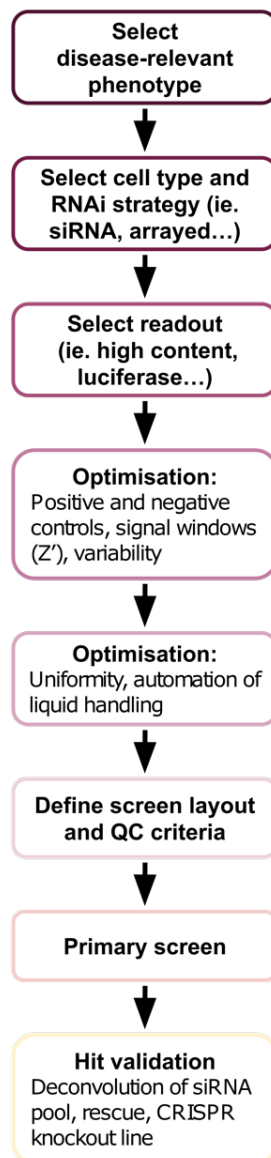 Select
disease-relevant
phenotype
Select cell type and
RNAi strategy (ie.
siRNA, arrayed...)
Select readout
(ie. high content,
luciferase...)
Optimisation:
Positive and negative
controls, signal windows
(Z’), variability
Optimisation:
Uniformity, automation of
liquid handling
Define screen layout
and QC criteria
Primary screen
Hit validation
Deconvolution of siRNA
pool, rescue, CRISPR
knockout line